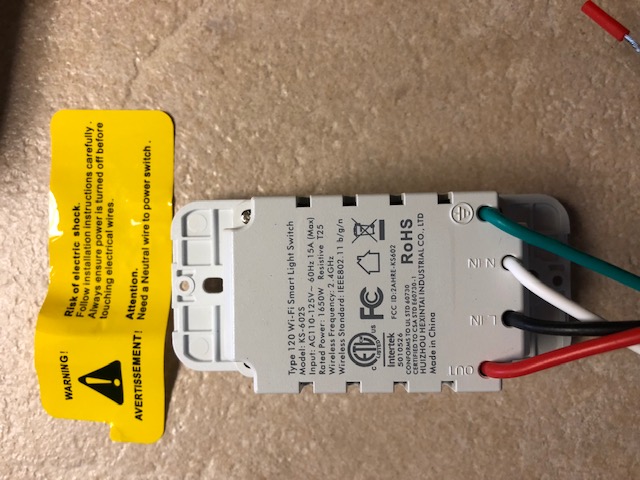 WARNING!
AVERTISSEMENT!
Risk of electric shock.
Follow installation instructions carefully.
Always ensure power is turned off before
touching electrical wires.
Attention.
Need a Neutral wire to power switch.
Type 120 Wi-Fi Smart Light Switch
Model: KS-602S
Input: AC110-125V~ 60Hz 15A (Max)
Rated Power: 1650W Resistive T25
Wireless Frequency: 2.4GHz
Wireless Standard: IEEE802.11 b/g/n
C ETL US
LISTED
Intertek
5010526
FC
FCC ID:2AHRE-KS602
RoHS
CONFORMS TO UL STD 60730
CERTIFIED TO CSA STD E60730-1
HUIZHOU HEXINTAI INDUSTRIAL CO., LTD
Made in China
OUT
L IN
N IN